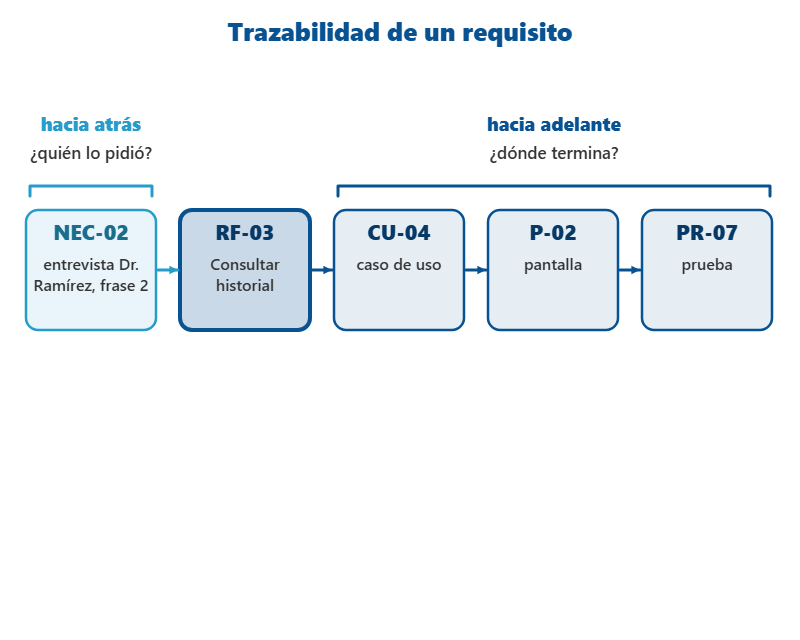 Trazabilidad de un requisito
hacia atrás
¿quién lo pidió?
hacia adelante
¿dónde termina?
NEC-02
entrevista Dr.
Ramírez, frase 2
RF-03
Consultar
historial
CU-04
caso de uso
P-02
pantalla
PR-07
prueba